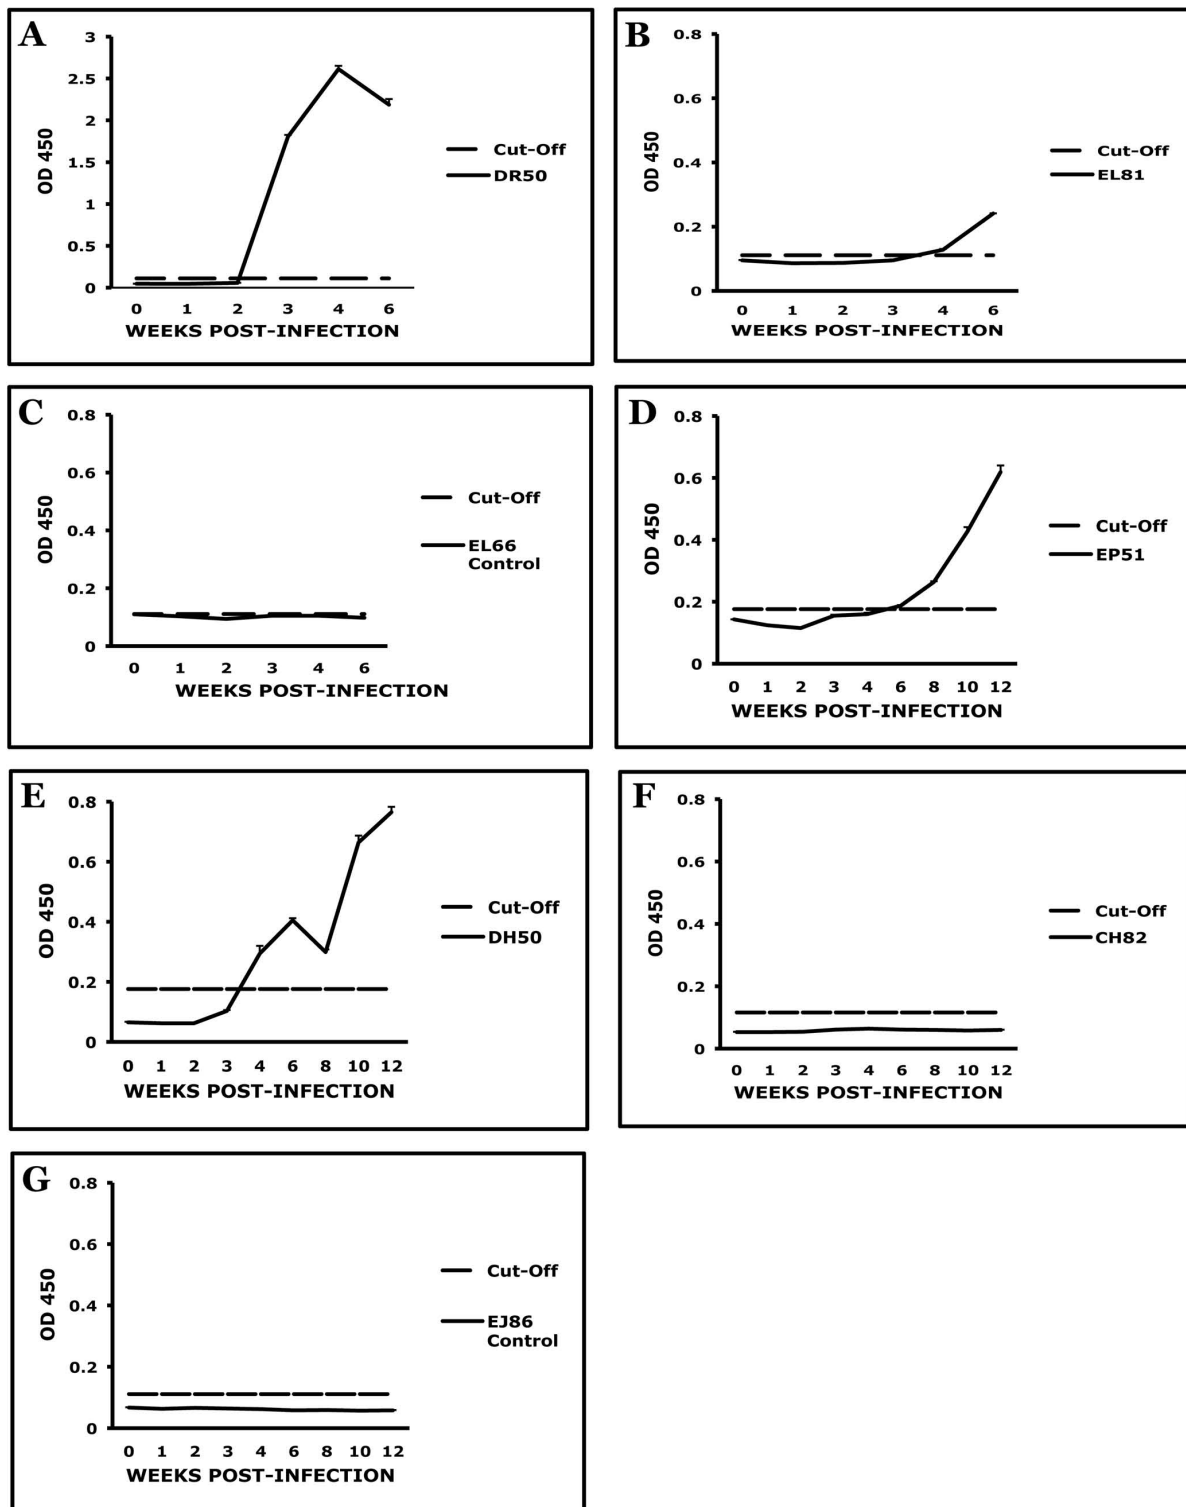 A
3
2.5
2
1.5
1
0.5
0
OD 450
0 1 2 3 4 6
WEEKS POST-INFECTION
Cut-Off
DR50
B
0.8
0.6
0.4
0.2
0
OD 450
0 1 2 3 4 6
WEEKS POST-INFECTION
Cut-Off
EL81
C
0.8
0.6
0.4
0.2
0
OD 450
0 1 2 3 4 6
WEEKS POST-INFECTION
Cut-Off
EL66
Control
D
0.8
0.6
0.4
0.2
0
OD 450
0 1 2 3 4 6 8 10 12
WEEKS POST-INFECTION
Cut-Off
EP51
E
0.8
0.6
0.4
0.2
0
OD 450
0 1 2 3 4 6 8 10 12
WEEKS POST-INFECTION
Cut-Off
DH50
F
0.8
0.6
0.4
0.2
0
OD 450
0 1 2 3 4 6 8 10 12
WEEKS POST-INFECTION
Cut-Off
CH82
G
0.8
0.6
0.4
0.2
0
OD 450
0 1 2 3 4 6 8 10 12
WEEKS POST-INFECTION
Cut-Off
EJ86
Control